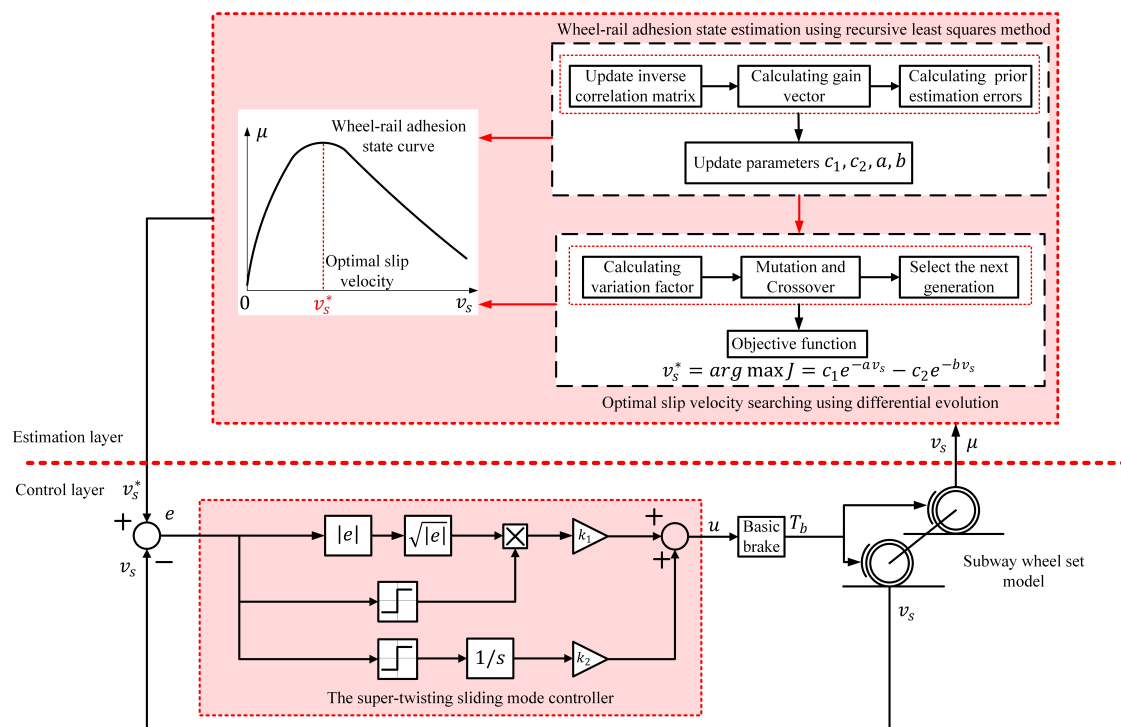 Wheel-rail adhesion state estimation using recursive least squares method
Update inverse
correlation matrix
Calculating gain
vector
Calculating prior
estimation errors
Update parameters c₁, c₂, a, b
μ
Wheel-rail adhesion
state curve
Optimal slip
velocity
0
vₛ*
vₛ
Calculating
variation factor
Mutation and
Crossover
Select the next
generation
Objective function
vₛ* = arg max J = c₁e^{-avₛ} − c₂e^{-bvₛ}
Optimal slip velocity searching using differential evolution
Estimation layer
vₛ
μ
Control layer
vₛ*
+
e
vₛ
−
|e|
√|e|
×
k₁
+
+
u
Basic
brake
T_b
1/s
k₂
The super-twisting sliding mode controller
Subway wheel set
model
vₛ